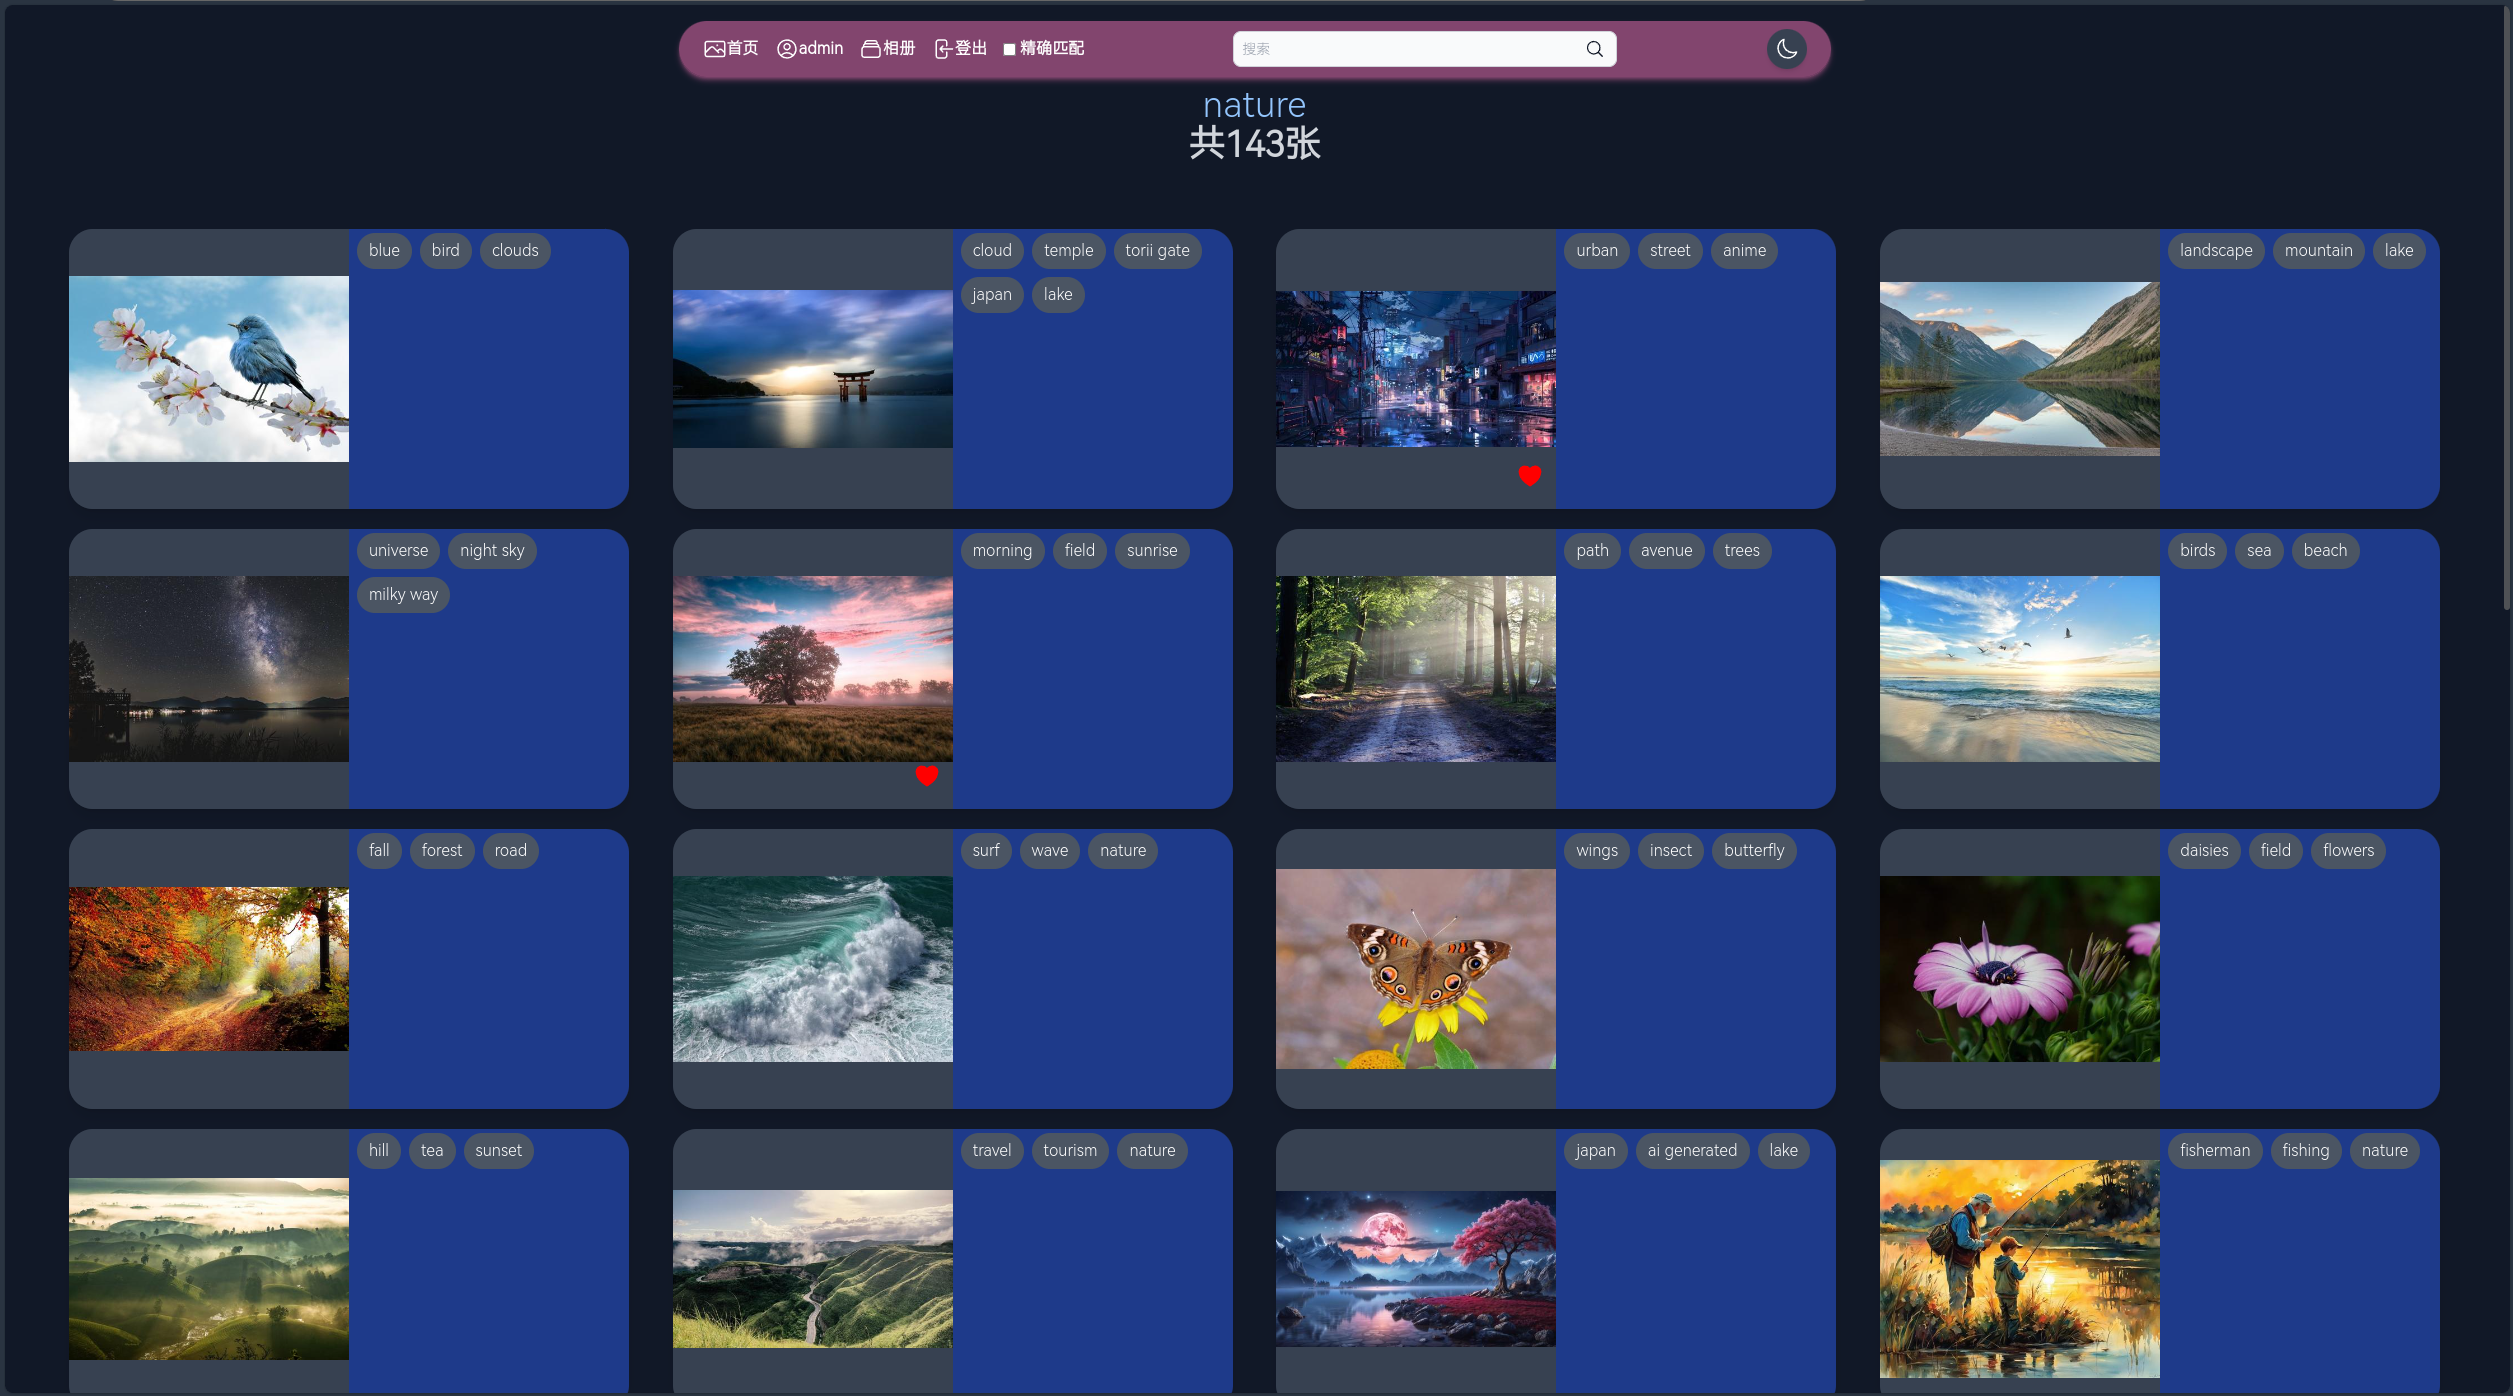 首页 admin 相册 登出 精确匹配 搜索
nature
共143张
blue bird clouds
cloud temple torii gate
japan lake
urban street anime
landscape mountain lake
universe night sky
milky way
morning field sunrise
path avenue trees
birds sea beach
fall forest road
surf wave nature
wings insect butterfly
daisies field flowers
hill tea sunset
travel tourism nature
japan ai generated lake
fisherman fishing nature